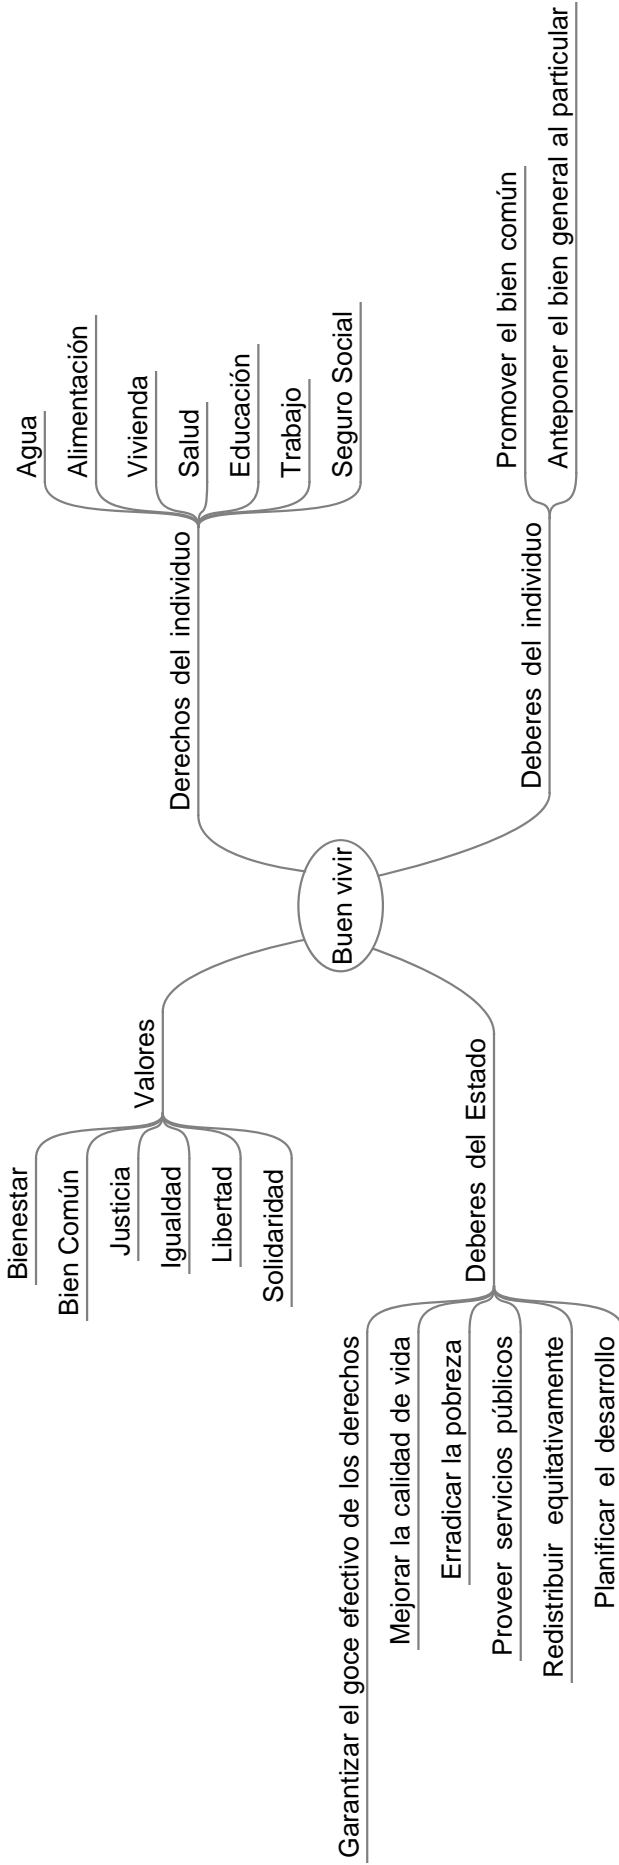 Buen vivir
Valores
Bienestar
Bien Común
Justicia
Igualdad
Libertad
Solidaridad
Deberes del Estado
Garantizar el goce efectivo de los derechos
Mejorar la calidad de vida
Erradicar la pobreza
Proveer servicios públicos
Redistribuir equitativamente
Planificar el desarrollo
Derechos del individuo
Agua
Alimentación
Vivienda
Salud
Educación
Trabajo
Seguro Social
Deberes del individuo
Promover el bien común
Anteponer el bien general al particular